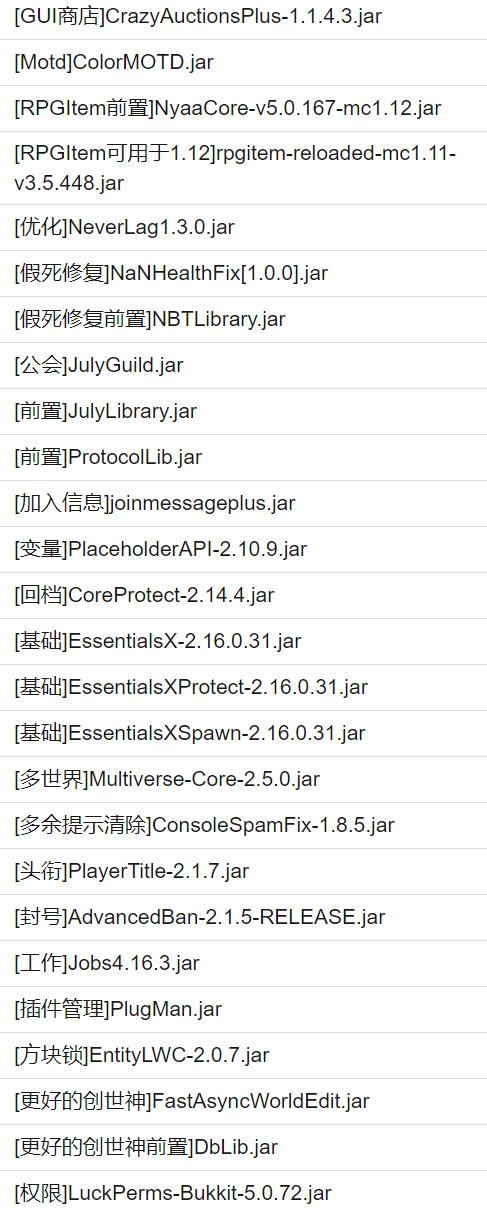 [GUI商店]CrazyAuctionsPlus-1.1.4.3.jar
[Motd]ColorMOTD.jar
[RPGItem前置]NyaaCore-v5.0.167-mc1.12.jar
[RPGItem可用于1.12]rpgitem-reloaded-mc1.11-
v3.5.448.jar
[优化]NeverLag1.3.0.jar
[假死修复]NaNHealthFix[1.0.0].jar
[假死修复前置]NBTLibrary.jar
[公会]JulyGuild.jar
[前置]JulyLibrary.jar
[前置]ProtocolLib.jar
[加入信息]joinmessageplus.jar
[变量]PlaceholderAPI-2.10.9.jar
[回档]CoreProtect-2.14.4.jar
[基础]EssentialsX-2.16.0.31.jar
[基础]EssentialsXProtect-2.16.0.31.jar
[基础]EssentialsXSpawn-2.16.0.31.jar
[多世界]Multiverse-Core-2.5.0.jar
[多余提示清除]ConsoleSpamFix-1.8.5.jar
[头衔]PlayerTitle-2.1.7.jar
[封号]AdvancedBan-2.1.5-RELEASE.jar
[工作]Jobs4.16.3.jar
[插件管理]PlugMan.jar
[方块锁]EntityLWC-2.0.7.jar
[更好的创世神]FastAsyncWorldEdit.jar
[更好的创世神前置]DbLib.jar
[权限]LuckPerms-Bukkit-5.0.72.jar